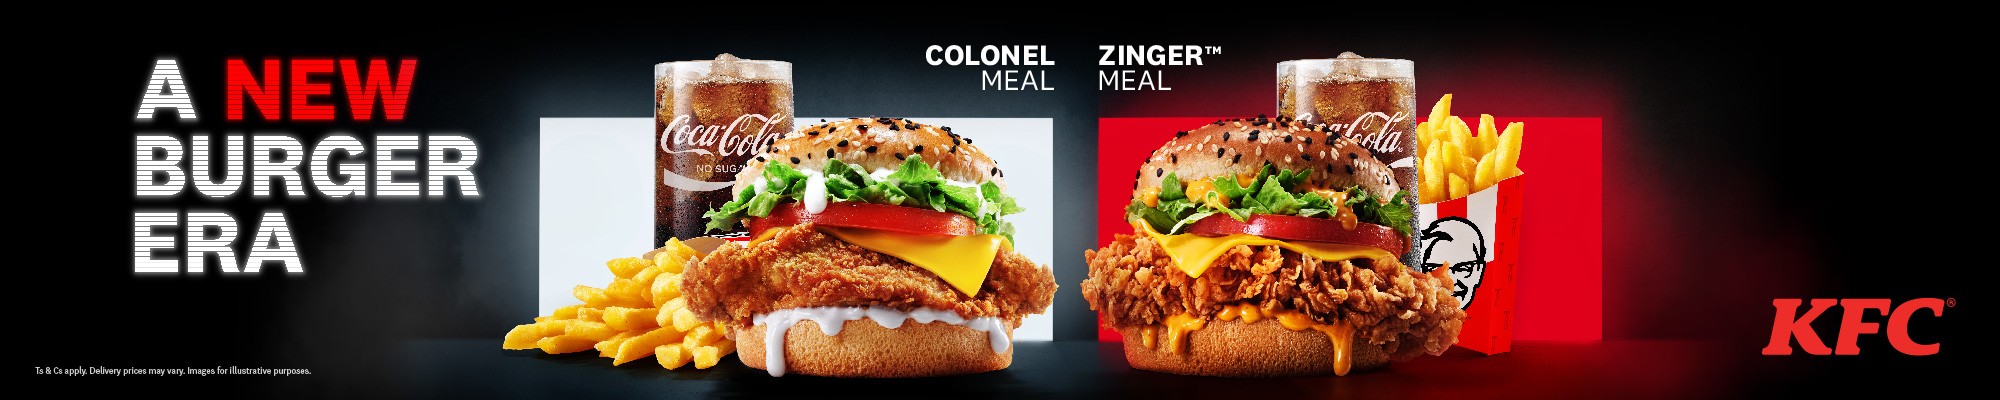 A NEW
BURGER
ERA
COLONEL
MEAL
ZINGER™
MEAL
Coca-Cola
NO SUGA
Coca-Cola
KFC®
Ts & Cs apply. Delivery prices may vary. Images for illustrative purposes.